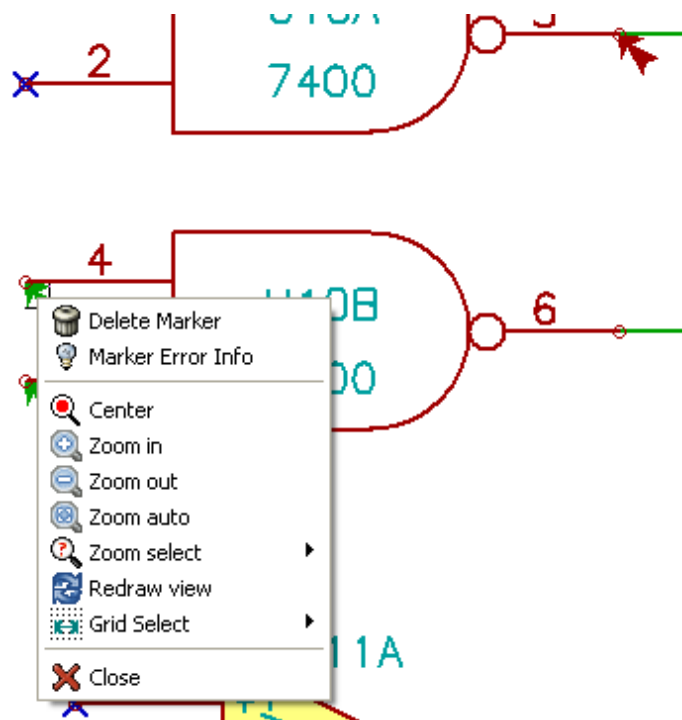 3
2
7400
4
6
Delete Marker
Marker Error Info
Center
Zoom in
Zoom out
Zoom auto
Zoom select
Redraw view
Grid Select
Close